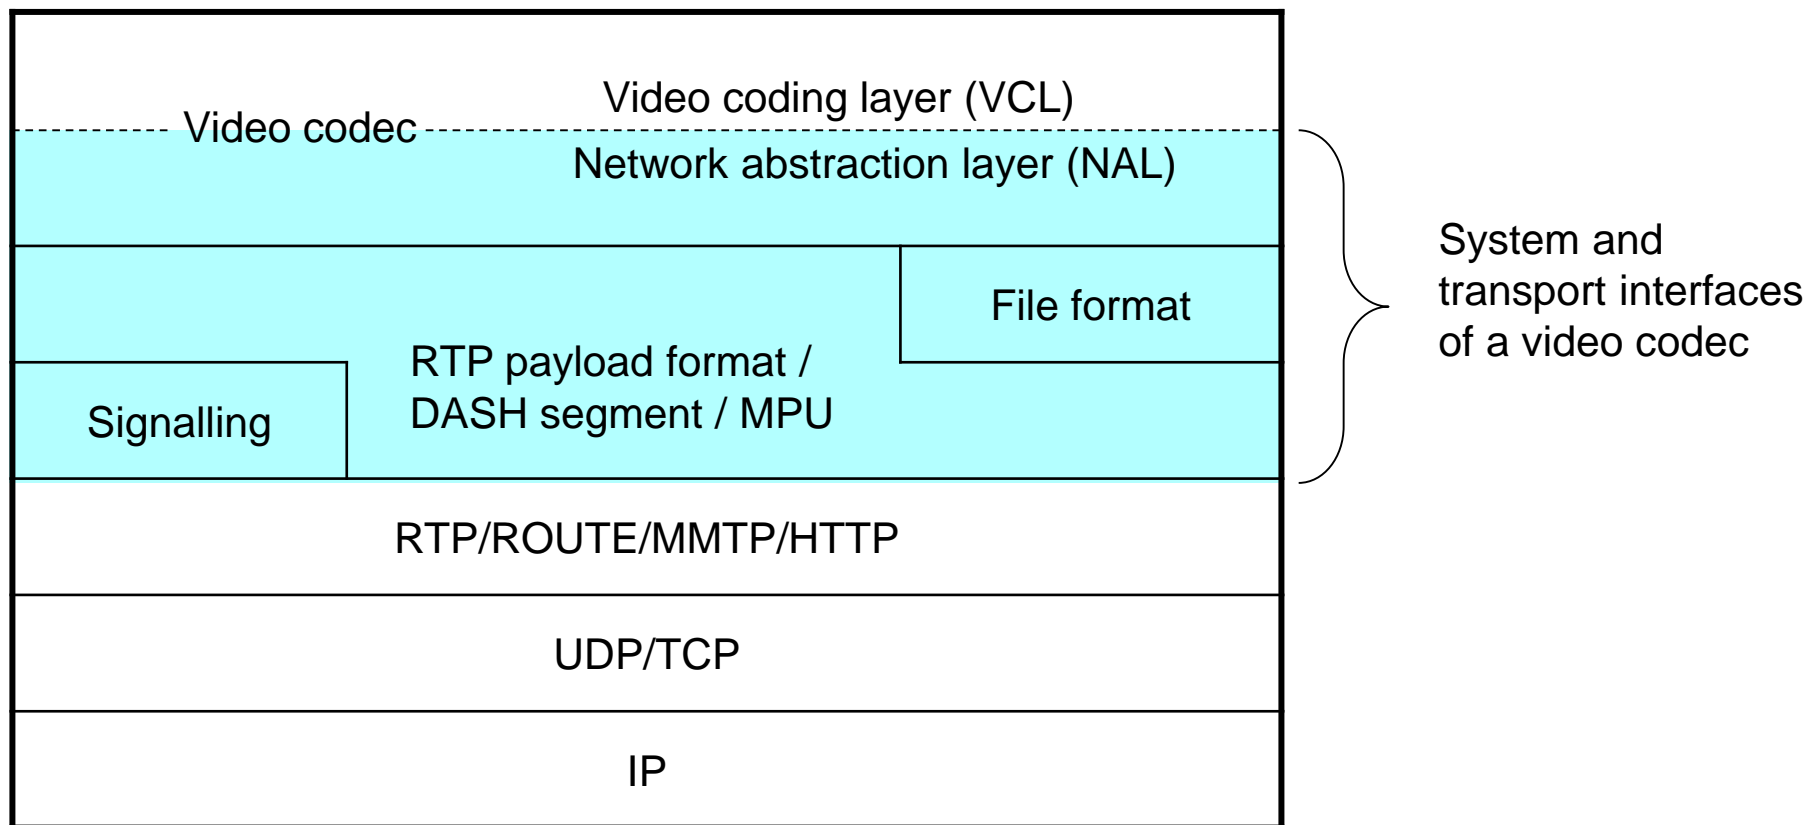 Video coding layer (VCL)
Video codec
Network abstraction layer (NAL)
File format
RTP payload format /
DASH segment / MPU
Signalling
RTP/ROUTE/MMTP/HTTP
UDP/TCP
IP
System and
transport interfaces
of a video codec